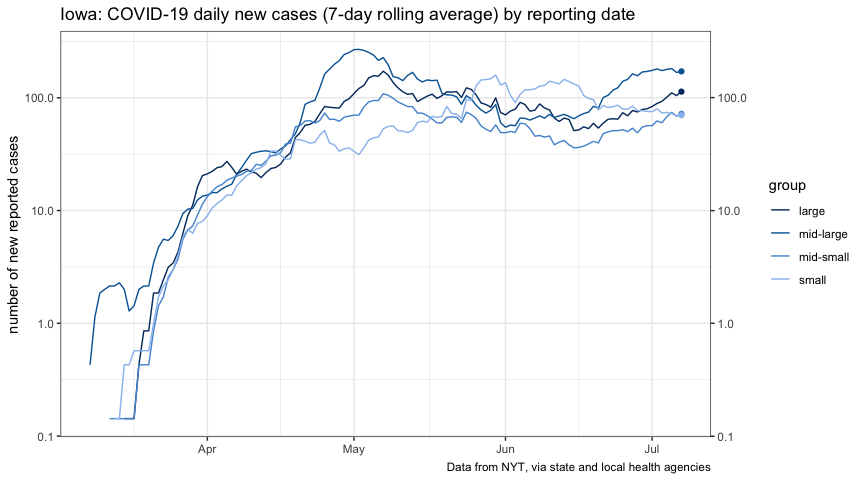 Iowa: COVID-19 daily new cases (7-day rolling average) by reporting date
number of new reported cases
100.0
10.0
1.0
0.1
100.0
10.0
1.0
0.1
Apr
May
Jun
Jul
group
large
mid-large
mid-small
small
Data from NYT, via state and local health agencies